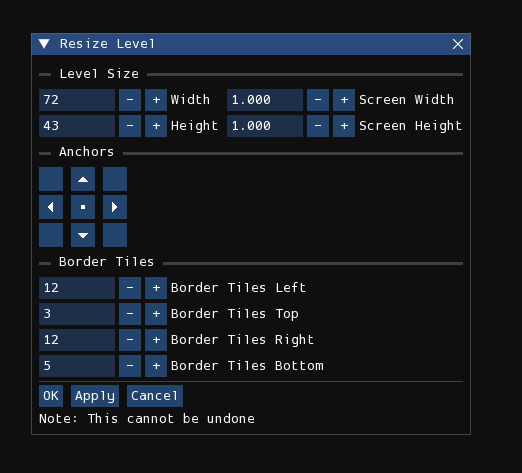 Resize Level
Level Size
72 - + Width 1.000 - + Screen Width
43 - + Height 1.000 - + Screen Height
Anchors
Border Tiles
12 - + Border Tiles Left
3 - + Border Tiles Top
12 - + Border Tiles Right
5 - + Border Tiles Bottom
OK Apply Cancel
Note: This cannot be undone